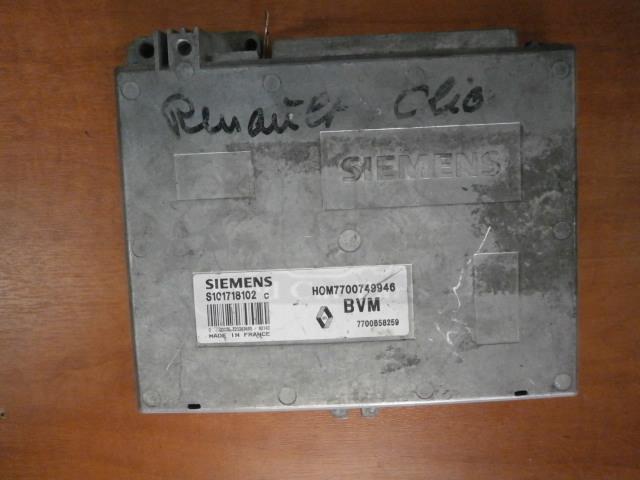 Renault Clio
SIEMENS
SIEMENS
S101718102 C
HOM7700749946
BVM
7700858259
MADE IN FRANCE